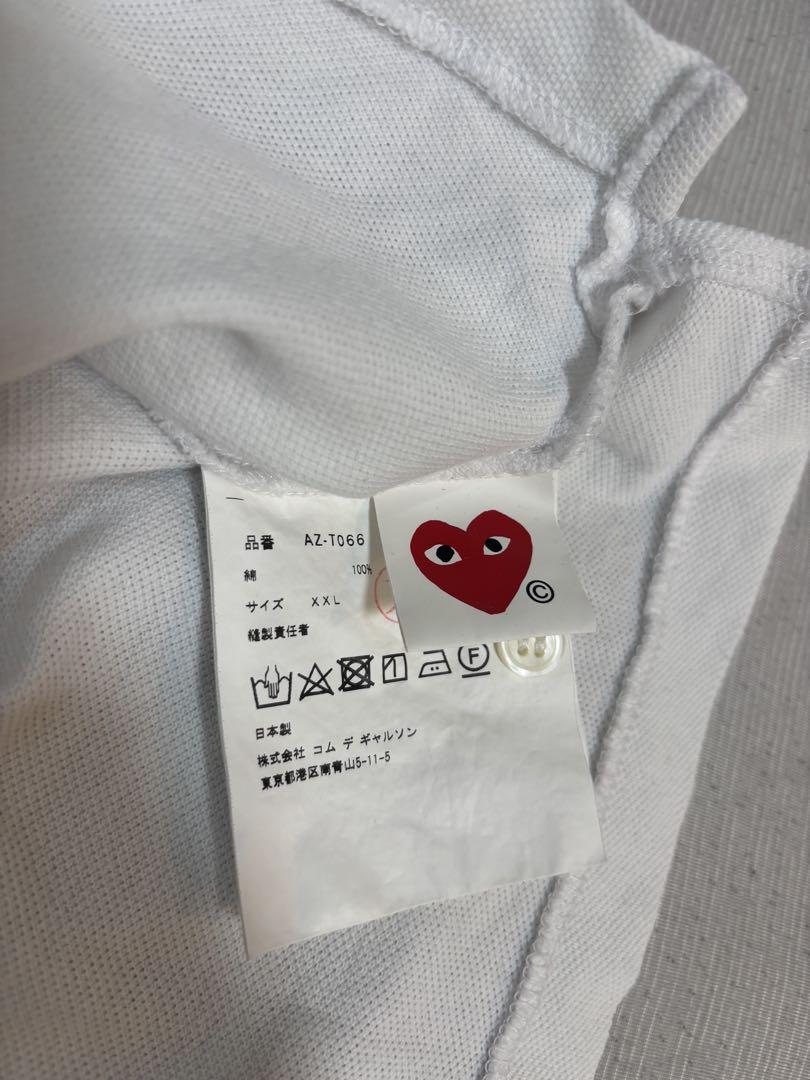 品番 AZ-T066
綿 100%
サイズ XXL
縫製責任者
F
日本製
株式会社 コム デ ギャルソン
東京都港区南青山5-11-5
©